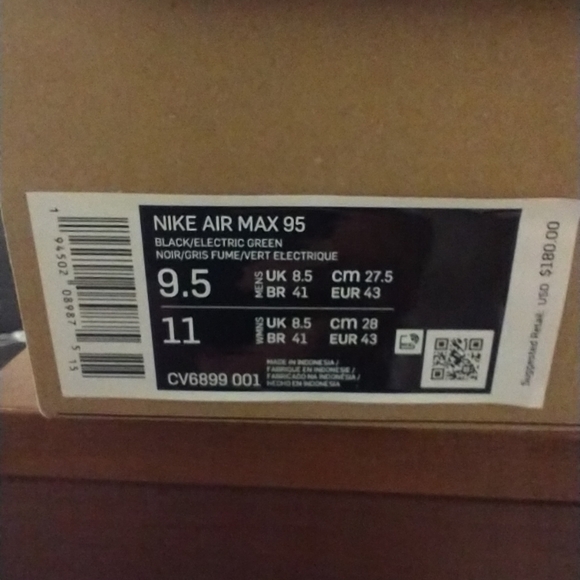 NIKE AIR MAX 95
BLACK/ELECTRIC GREEN
NOIR/GRIS FUME/VERT ELECTRIQUE
9.5 MENS UK 8.5 cm 27.5
BR 41 EUR 43
11 WMNS UK 8.5 cm 28
BR 41 EUR 43
CV6899 001
MADE IN INDONESIA /
FABRIQUE EN INDONESIE /
FABRICADO NA INDONÉSIA /
HECHO EN INDONESIA
1 94502 08987 5 15
Suggested Retail: USD $180.00